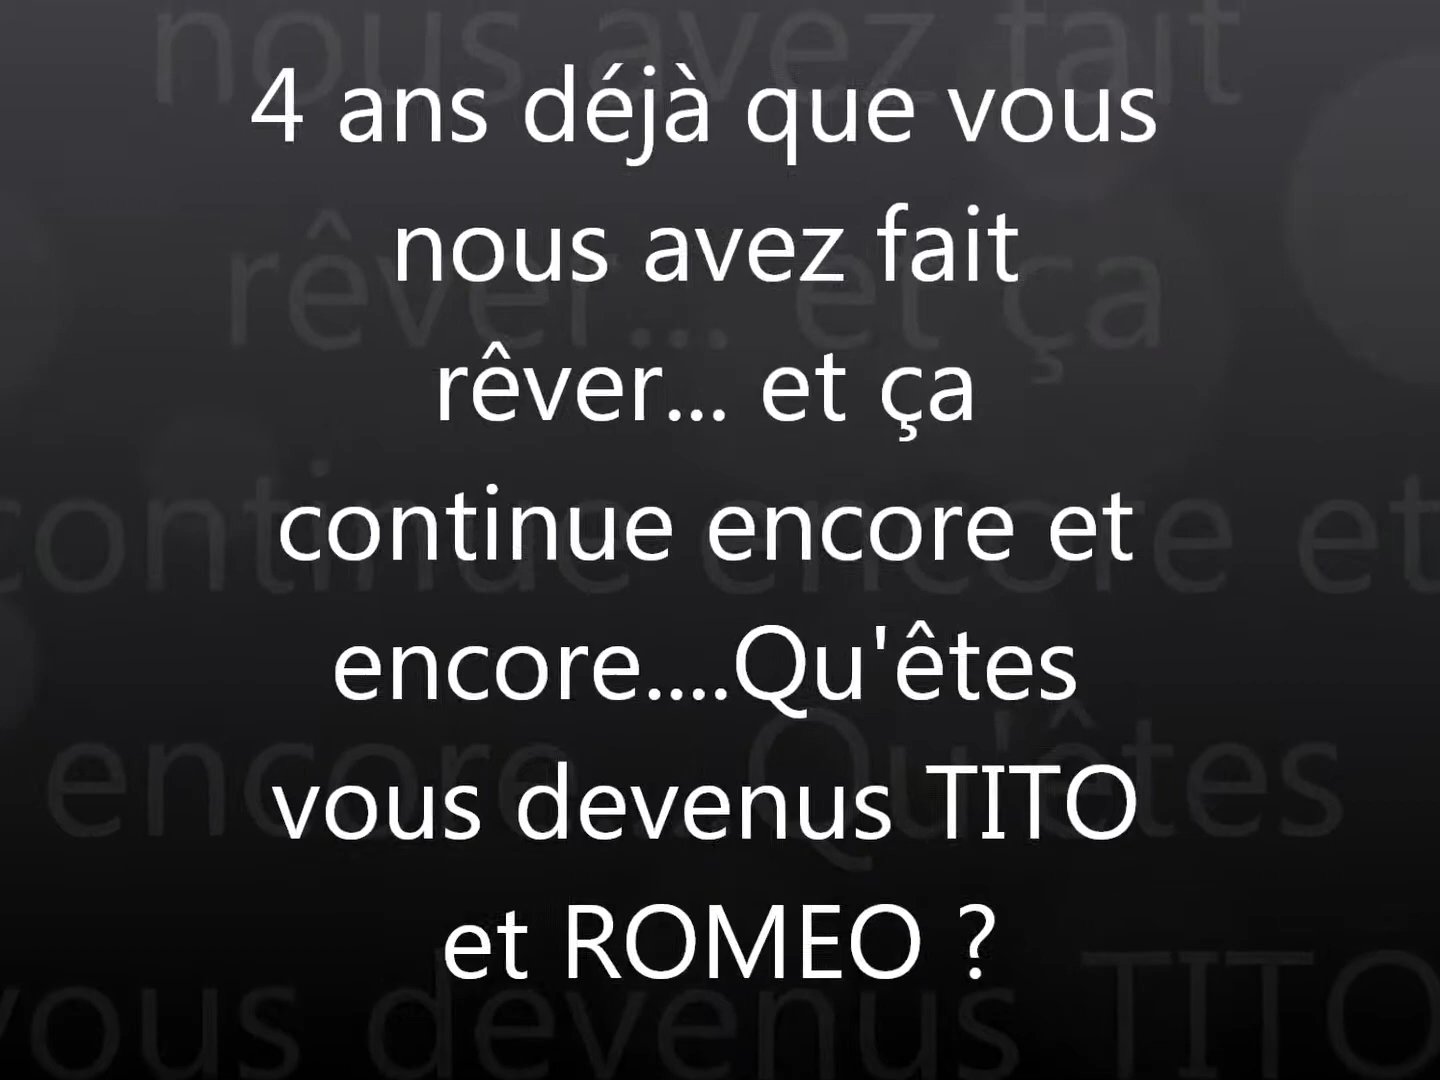 4 ans déjà que vous
nous avez fait
rêver... et ça
continue encore et
encore....Qu'êtes
vous devenus TITO
et ROMEO ?